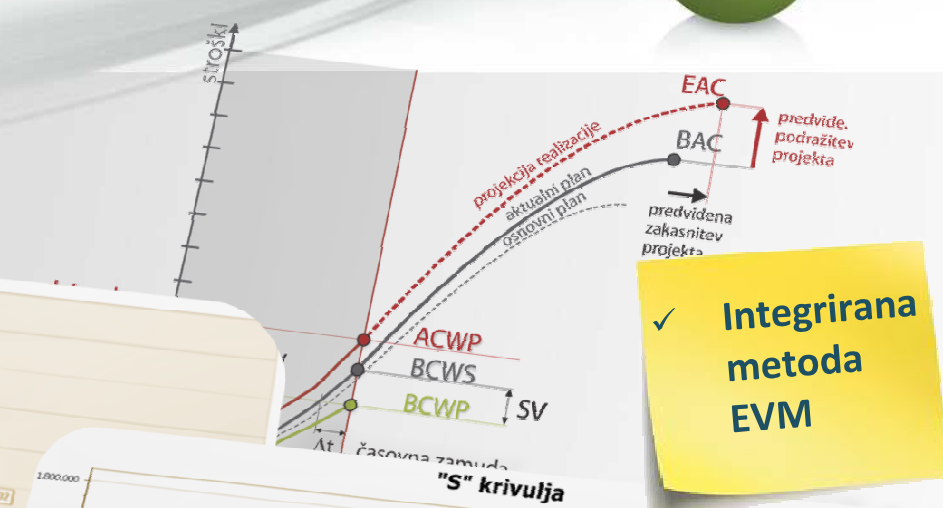 stroški
EAC
predvide.
podražitev
projekta
BAC
projekcija realizacije
aktualni plan
osnovni plan
predvidena
zakasnitev
projekta
✓ Integrirana
metoda
EVM
ACWP
BCWS
BCWP
SV
Δt
časovna zamuda
"S" krivulja
1.800.000